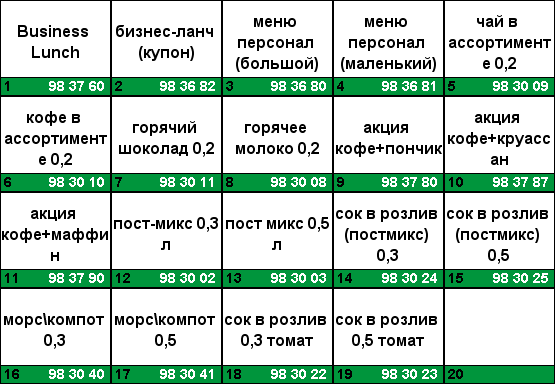 Business
Lunch
1 98 37 60
бизнес-ланч
(купон)
2 98 36 82
меню
персонал
(большой)
3 98 36 80
меню
персонал
(маленький)
4 98 36 81
чай в
ассортимент
е 0,2
5 98 30 09
кофе в
ассортимент
е 0,2
6 98 30 10
горячий
шоколад 0,2
7 98 30 11
горячее
молоко 0,2
8 98 30 08
акция
кофе+пончик
9 98 37 80
акция
кофе+круасс
ан
10 98 37 87
акция
кофе+маффи
н
11 98 37 90
пост-микс 0,3
л
12 98 30 02
пост микс 0,5
л
13 98 30 03
сок в розлив
(постмикс)
0,3
14 98 30 24
сок в розлив
(постмикс)
0,5
15 98 30 25
морс\компот
0,3
16 98 30 40
морс\компот
0,5
17 98 30 41
сок в розлив
0,3 томат
18 98 30 22
сок в розлив
0,5 томат
19 98 30 23
20